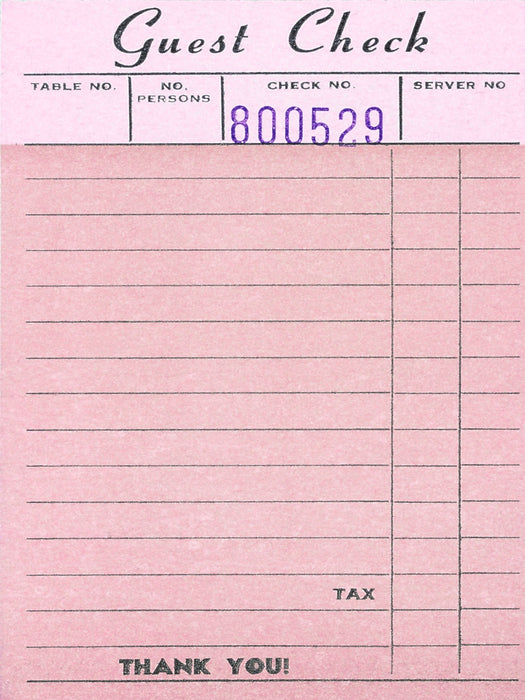 Guest Check
TABLE NO. NO. PERSONS CHECK NO. SERVER NO
800529
TAX
THANK YOU!